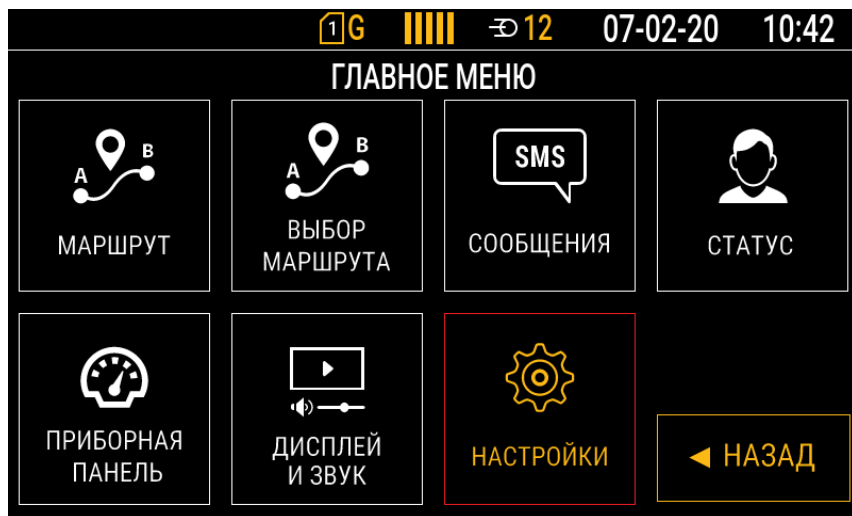 1 G 12 07-02-20 10:42
ГЛАВНОЕ МЕНЮ
A B
МАРШРУТ
A B
ВЫБОР
МАРШРУТА
SMS
СООБЩЕНИЯ
СТАТУС
ПРИБОРНАЯ
ПАНЕЛЬ
ДИСПЛЕЙ
И ЗВУК
НАСТРОЙКИ
НАЗАД